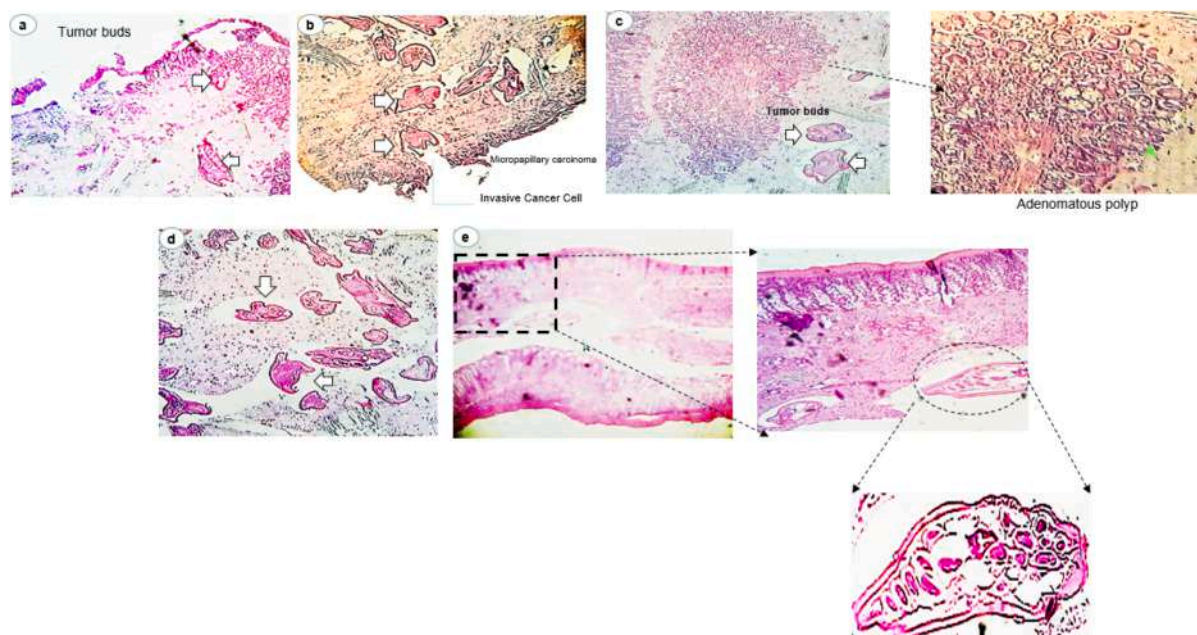 a
Tumor buds
b
Micropapillary carcinoma
Invasive Cancer Cell
c
Tumor buds
Adenomatous polyp
d
e